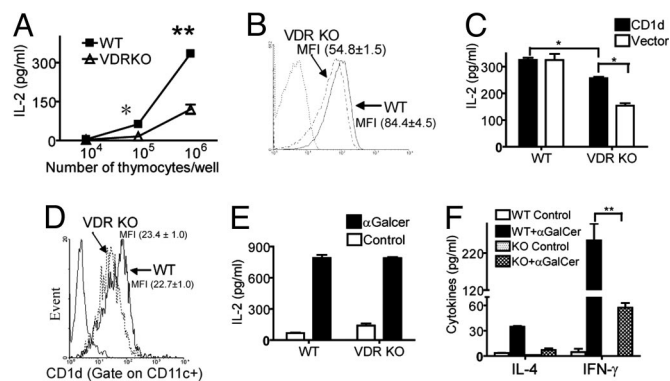 A
**
WT
VDRKO
IL-2 (pg/ml)
300
150
0
*
10⁴ 10⁵ 10⁶
Number of thymocytes/well
B
VDR KO
MFI (54.8±1.5)
WT
MFI (84.4±4.5)
C
CD1d
Vector
IL-2 (pg/ml)
300
200
100
0
*
*
WT VDR KO
D
VDR KO
MFI (23.4 ± 1.0)
WT
MFI (22.7±1.0)
Event
CD1d (Gate on CD11c+)
E
αGalcer
Control
IL-2 (pg/ml)
900
600
300
0
WT VDR KO
F
WT Control
WT+αGalCer
KO Control
KO+αGalCer
**
Cytokines (pg/ml)
220
120
60
30
0
IL-4 IFN-γ